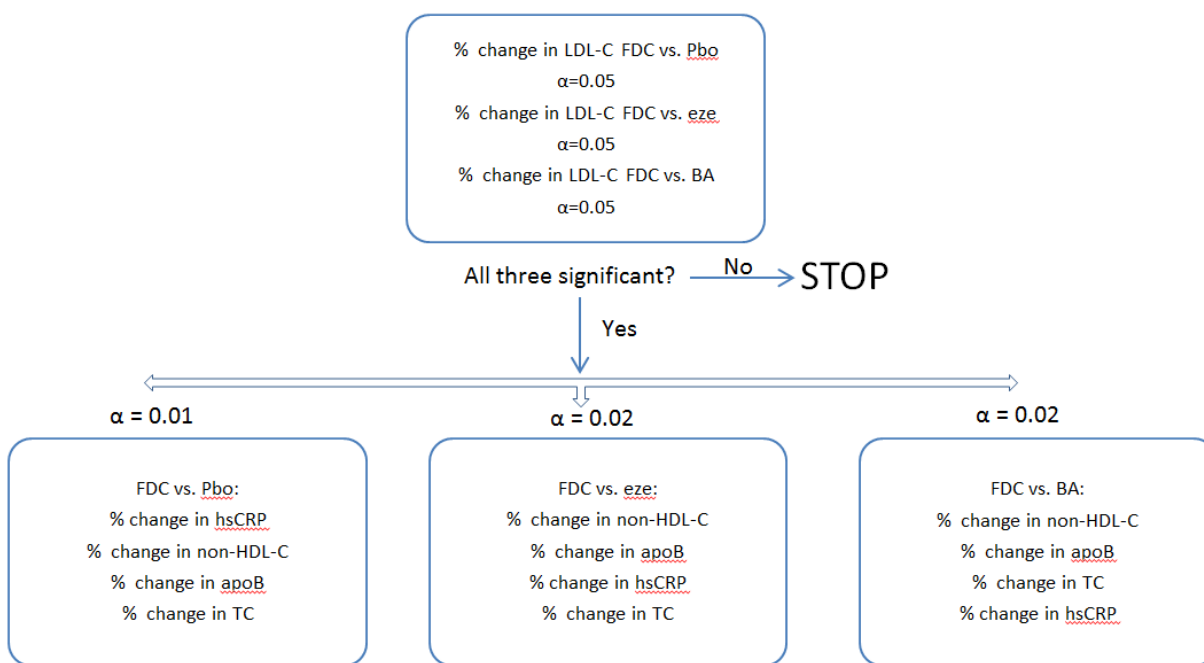 % change in LDL-C FDC vs. Pbo
α=0.05
% change in LDL-C FDC vs. eze
α=0.05
% change in LDL-C FDC vs. BA
α=0.05
All three significant?
No
STOP
Yes
α = 0.01
α = 0.02
α = 0.02
FDC vs. Pbo:
% change in hsCRP
% change in non-HDL-C
% change in apoB
% change in TC
FDC vs. eze:
% change in non-HDL-C
% change in apoB
% change in hsCRP
% change in TC
FDC vs. BA:
% change in non-HDL-C
% change in apoB
% change in TC
% change in hsCRP